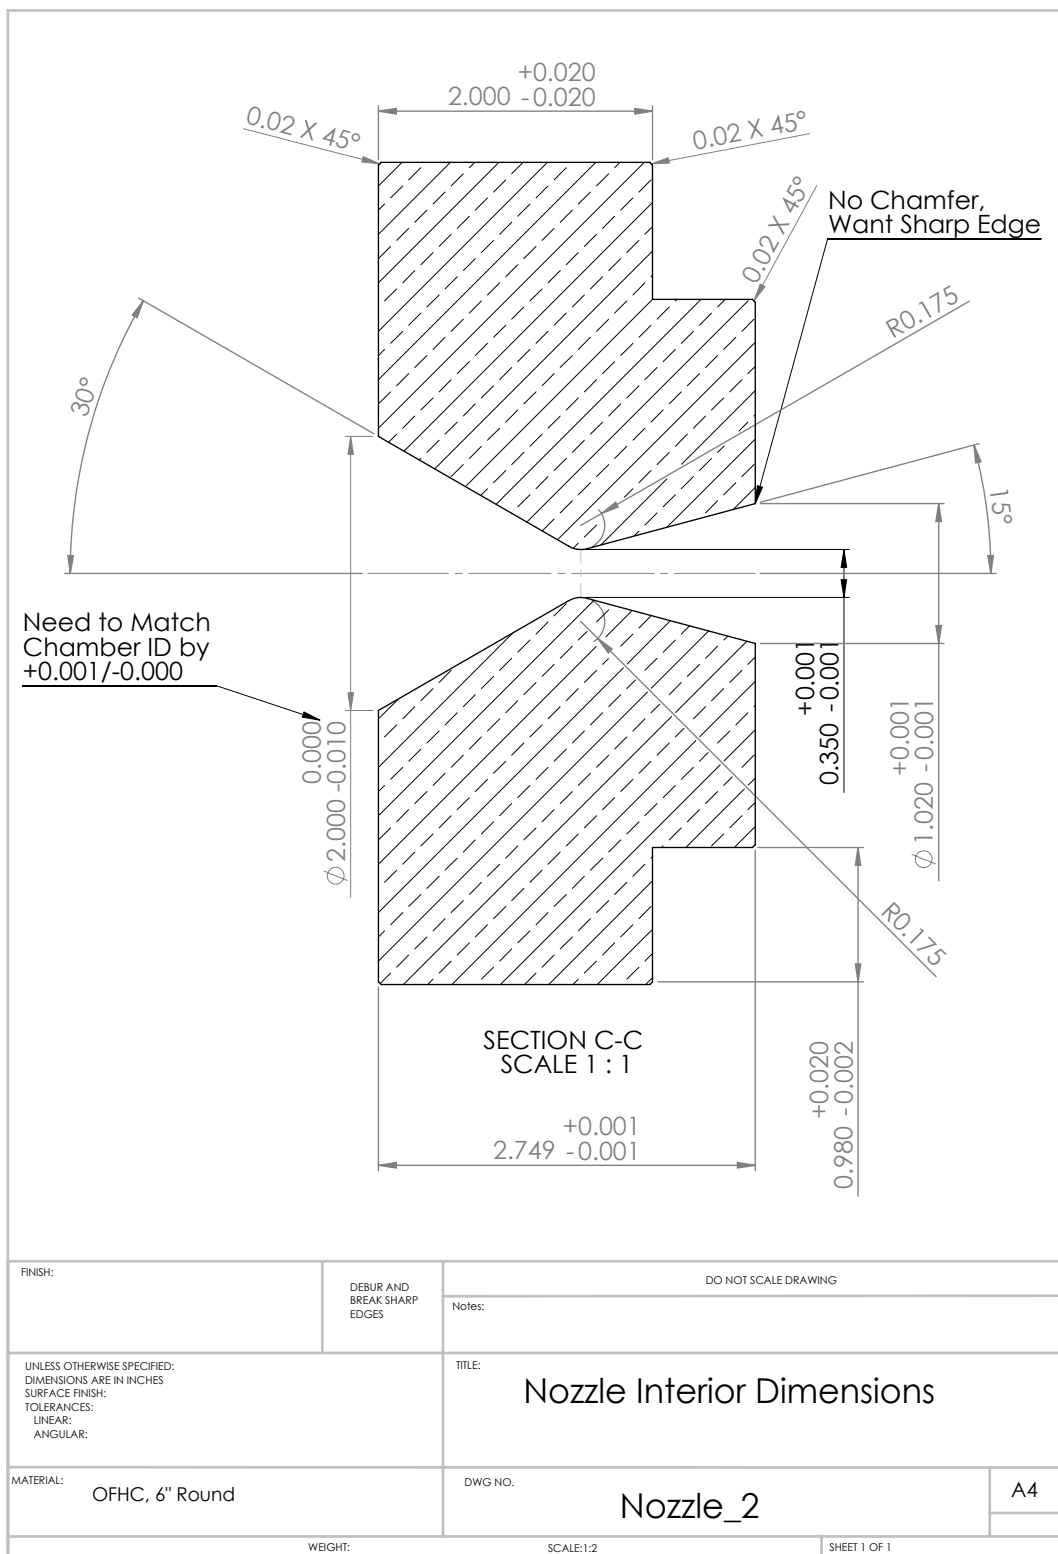 +0.020
2.000 -0.020
0.02 X 45°
0.02 X 45°
0.02 X 45°
No Chamfer,
Want Sharp Edge
R0.175
30°
15°
Need to Match
Chamber ID by
+0.001/-0.000
0.000
∅2.000 -0.010
+0.001
0.350 -0.001
+0.001
∅1.020 -0.001
R0.175
SECTION C-C
SCALE 1 : 1
+0.020
0.980 -0.002
+0.001
2.749 -0.001
FINISH:
DEBUR AND
BREAK SHARP
EDGES
DO NOT SCALE DRAWING
Notes:
UNLESS OTHERWISE SPECIFIED:
DIMENSIONS ARE IN INCHES
SURFACE FINISH:
TOLERANCES:
LINEAR:
ANGULAR:
TITLE:
Nozzle Interior Dimensions
MATERIAL:
OFHC, 6" Round
DWG NO.
Nozzle_2
A4
WEIGHT:
SCALE:1:2
SHEET 1 OF 1